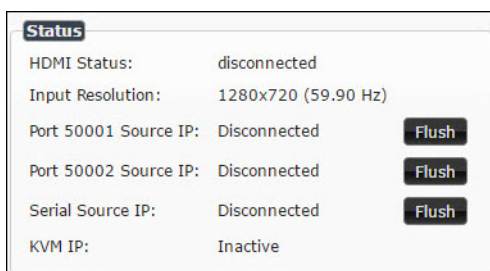 Status
HDMI Status: disconnected
Input Resolution: 1280x720 (59.90 Hz)
Port 50001 Source IP: Disconnected Flush
Port 50002 Source IP: Disconnected Flush
Serial Source IP: Disconnected Flush
KVM IP: Inactive